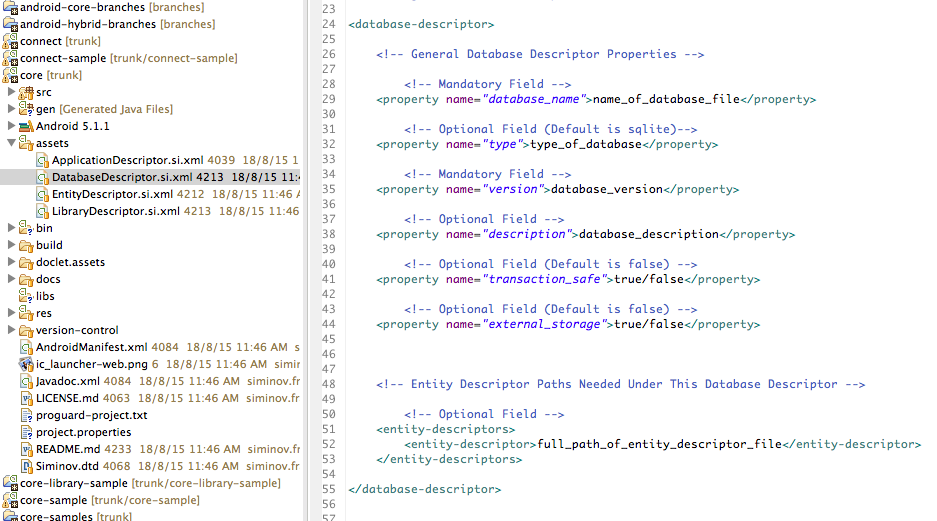 android-core-branches [branches]
android-hybrid-branches [branches]
connect [trunk]
connect-sample [trunk/connect-sample]
core [trunk]
src
gen [Generated Java Files]
Android 5.1.1
assets
ApplicationDescriptor.si.xml 4039 18/8/15 1
DatabaseDescriptor.si.xml 4213 18/8/15 11:4
EntityDescriptor.si.xml 4212 18/8/15 11:46 A
LibraryDescriptor.si.xml 4213 18/8/15 11:46
bin
build
doclet.assets
docs
libs
res
version-control
AndroidManifest.xml 4084 18/8/15 11:46 AM s
ic_launcher-web.png 6 18/8/15 11:46 AM simin
Javadoc.xml 4084 18/8/15 11:46 AM siminov.fr
LICENSE.md 4063 18/8/15 11:46 AM siminov.fr
proguard-project.txt
project.properties
README.md 4233 18/8/15 11:46 AM siminov.fr
Siminov.dtd 4068 18/8/15 11:46 AM siminov.fr
core-library-sample [trunk/core-library-sample]
core-sample [trunk/core-sample]
core-samples [trunk]
23
24 <database-descriptor>
25
26 <!-- General Database Descriptor Properties -->
27
28 <!-- Mandatory Field -->
29 <property name="database_name">name_of_database_file</property>
30
31 <!-- Optional Field (Default is sqlite)-->
32 <property name="type">type_of_database</property>
33
34 <!-- Mandatory Field -->
35 <property name="version">database_version</property>
36
37 <!-- Optional Field -->
38 <property name="description">database_description</property>
39
40 <!-- Optional Field (Default is false) -->
41 <property name="transaction_safe">true/false</property>
42
43 <!-- Optional Field (Default is false) -->
44 <property name="external_storage">true/false</property>
45
46
47
48 <!-- Entity Descriptor Paths Needed Under This Database Descriptor -->
49
50 <!-- Optional Field -->
51 <entity-descriptors>
52 <entity-descriptor>full_path_of_entity_descriptor_file</entity-descriptor>
53 </entity-descriptors>
54
55 </database-descriptor>
56
57